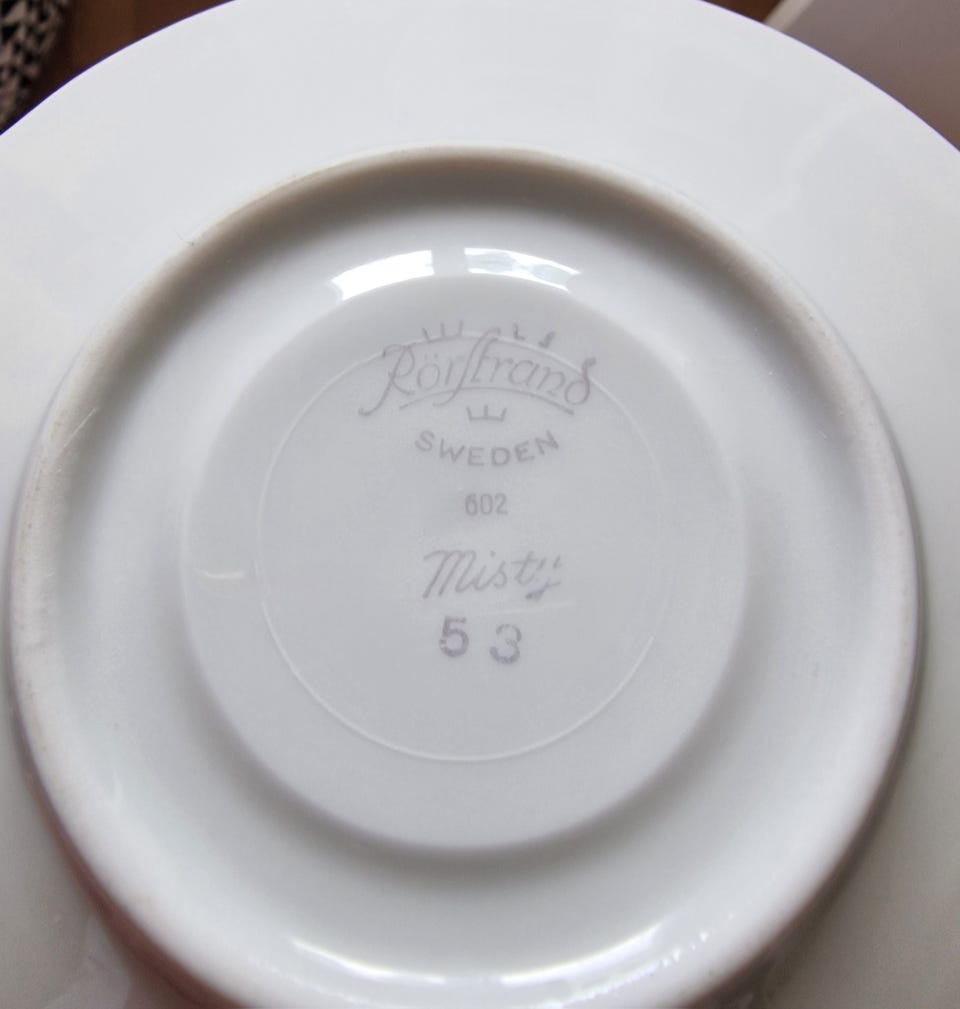 Rörstrand
SWEDEN
602
Misty
53